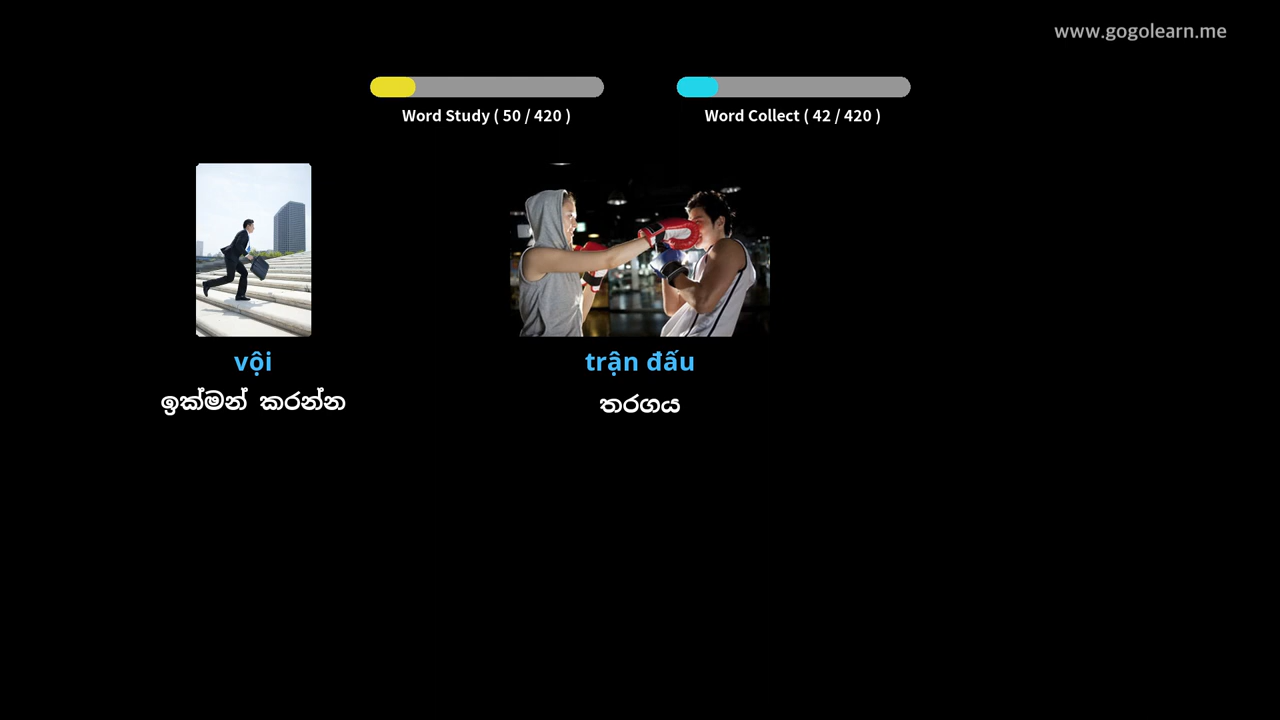 www.gogolearn.me
Word Study ( 50 / 420 )
Word Collect ( 42 / 420 )
vội
ඉක්මන් කරන්න
trận đấu
තරගය